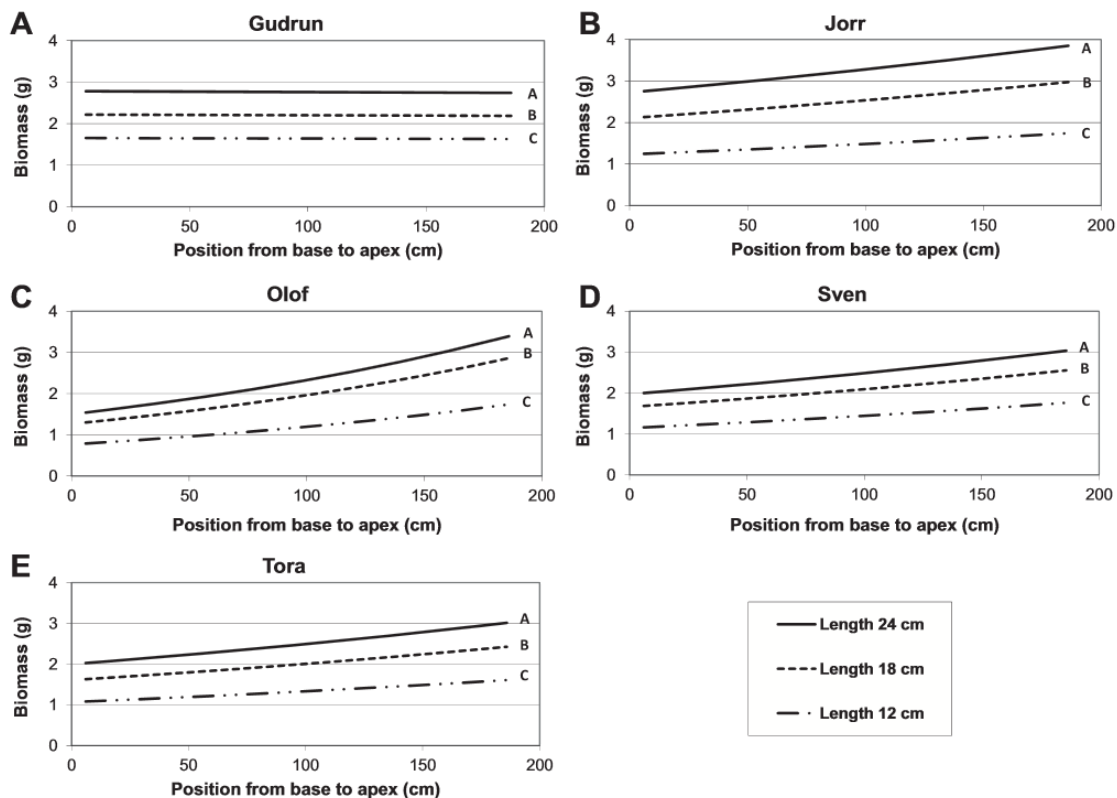 A
Gudrun
Biomass (g)
4
3
2
1
0
A
B
C
0 50 100 150 200
Position from base to apex (cm)
B
Jorr
Biomass (g)
4
3
2
1
0
A
B
C
0 50 100 150 200
Position from base to apex (cm)
C
Olof
Biomass (g)
4
3
2
1
0
A
B
C
0 50 100 150 200
Position from base to apex (cm)
D
Sven
Biomass (g)
4
3
2
1
0
A
B
C
0 50 100 150 200
Position from base to apex (cm)
E
Tora
Biomass (g)
4
3
2
1
0
A
B
C
0 50 100 150 200
Position from base to apex (cm)
Length 24 cm
Length 18 cm
Length 12 cm